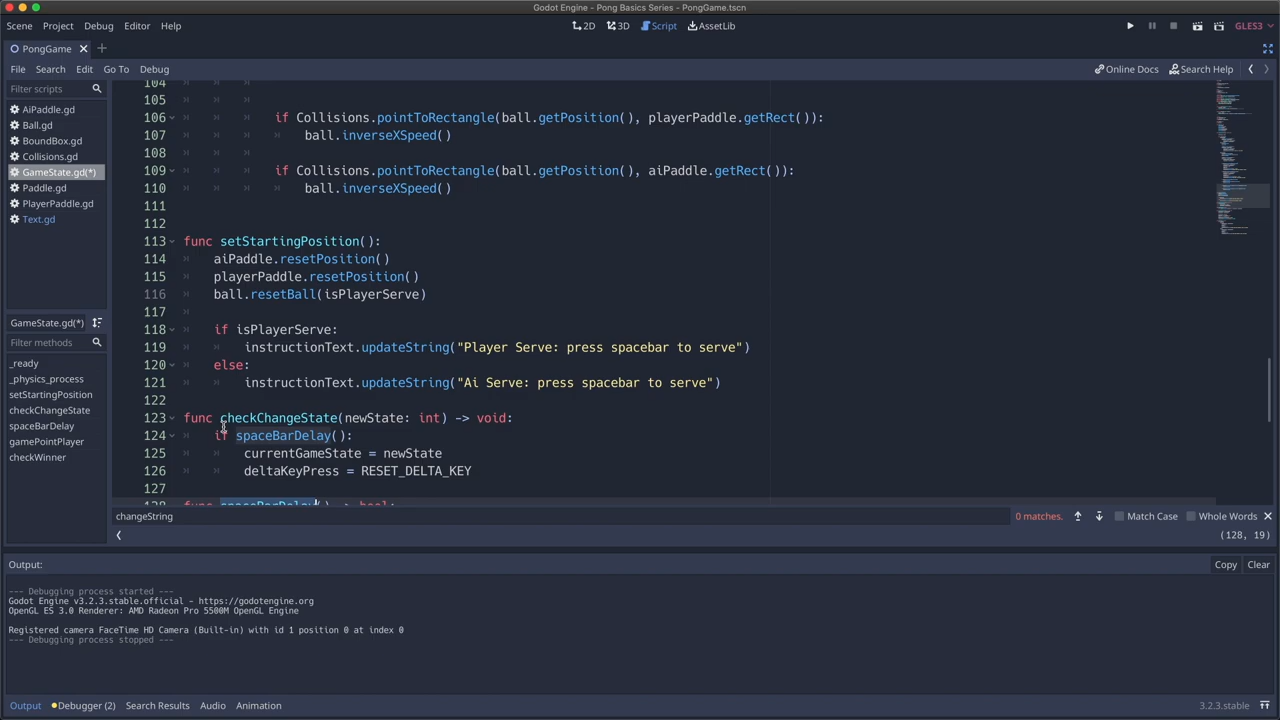 Godot Engine - Pong Basics Series - PongGame.tscn
Scene Project Debug Editor Help
2D 3D Script AssetLib
GLES3
PongGame
File Search Edit Go To Debug
Online Docs Search Help
Filter scripts
AiPaddle.gd
Ball.gd
BoundBox.gd
Collisions.gd
GameState.gd(*)
Paddle.gd
PlayerPaddle.gd
Text.gd
GameState.gd(*)
Filter methods
_ready
_physics_process
setStartingPosition
checkChangeState
spaceBarDelay
gamePointPlayer
checkWinner
104
105
106 if Collisions.pointToRectangle(ball.getPosition(), playerPaddle.getRect()):
107 ball.inverseXSpeed()
108
109 if Collisions.pointToRectangle(ball.getPosition(), aiPaddle.getRect()):
110 ball.inverseXSpeed()
111
112
113 func setStartingPosition():
114 aiPaddle.resetPosition()
115 playerPaddle.resetPosition()
116 ball.resetBall(isPlayerServe)
117
118 if isPlayerServe:
119 instructionText.updateString("Player Serve: press spacebar to serve")
120 else:
121 instructionText.updateString("Ai Serve: press spacebar to serve")
122
123 func checkChangeState(newState: int) -> void:
124 if spaceBarDelay():
125 currentGameState = newState
126 deltaKeyPress = RESET_DELTA_KEY
127
128 func spaceBarDelay() -> bool:
changeString
0 matches.
Match Case
Whole Words
(128, 19)
Output:
Copy Clear
--- Debugging process started ---
Godot Engine v3.2.3.stable.official - https://godotengine.org
OpenGL ES 3.0 Renderer: AMD Radeon Pro 5500M OpenGL Engine
Registered camera FaceTime HD Camera (Built-in) with id 1 position 0 at index 0
--- Debugging process stopped ---
Output Debugger (2) Search Results Audio Animation
3.2.3.stable